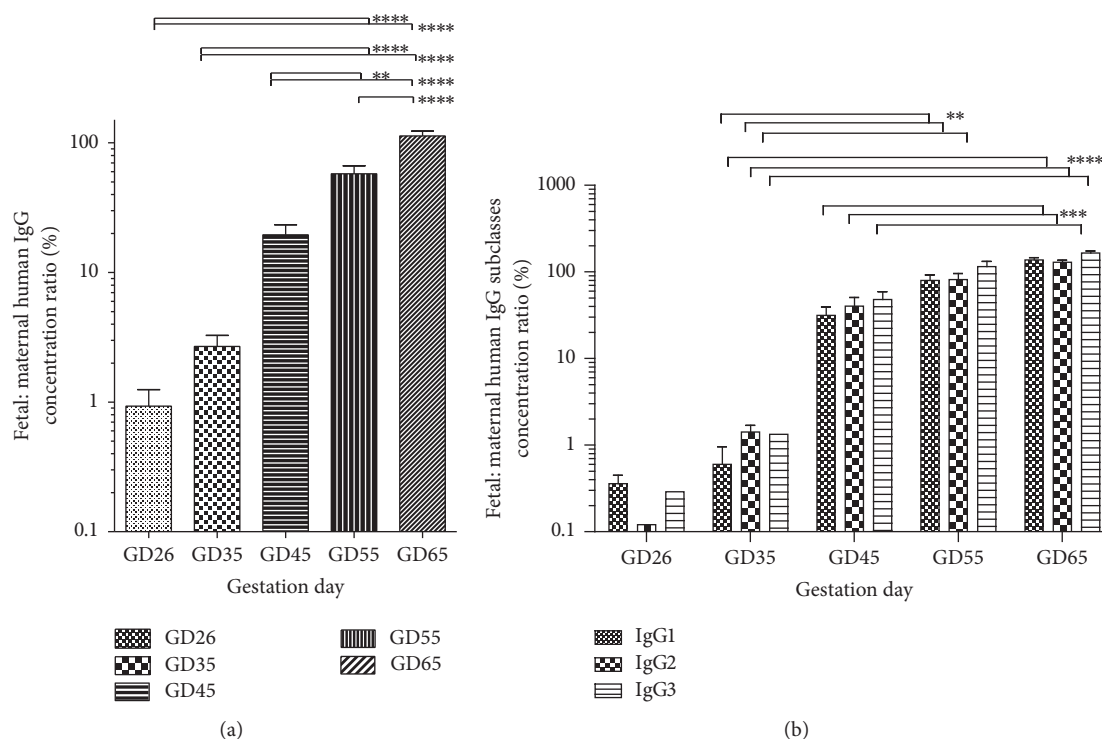 ****
****
****
****
**
****
****
Fetal: maternal human IgG
concentration ratio (%)
100
10
1
0.1
GD26 GD35 GD45 GD55 GD65
Gestation day
GD26
GD35
GD45
GD55
GD65
(a)
**
****
***
Fetal: maternal human IgG subclasses
concentration ratio (%)
1000
100
10
1
0.1
GD26 GD35 GD45 GD55 GD65
Gestation day
IgG1
IgG2
IgG3
(b)